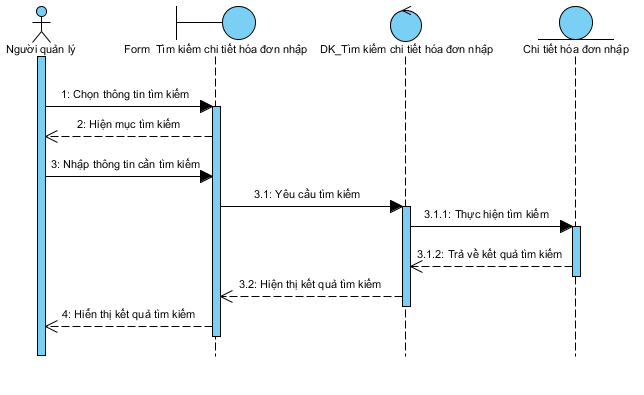 Người quản lý
Form Tìm kiếm chi tiết hóa đơn nhập
DK_Tìm kiếm chi tiết hóa đơn nhập
Chi tiết hóa đơn nhập
1: Chọn thông tin tìm kiếm
2: Hiện mục tìm kiếm
3: Nhập thông tin cần tìm kiếm
3.1: Yêu cầu tìm kiếm
3.1.1: Thực hiện tìm kiếm
3.1.2: Trả về kết quả tìm kiếm
3.2: Hiện thị kết quả tìm kiếm
4: Hiển thị kết quả tìm kiếm